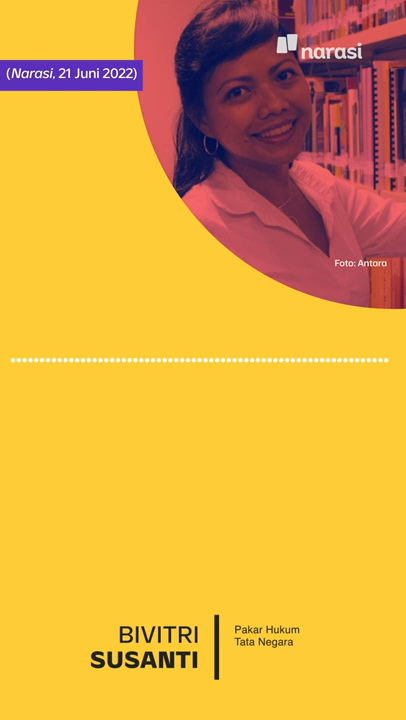 narasi
(Narasi, 21 Juni 2022)
Foto: Antara
BIVITRI
SUSANTI
Pakar Hukum
Tata Negara